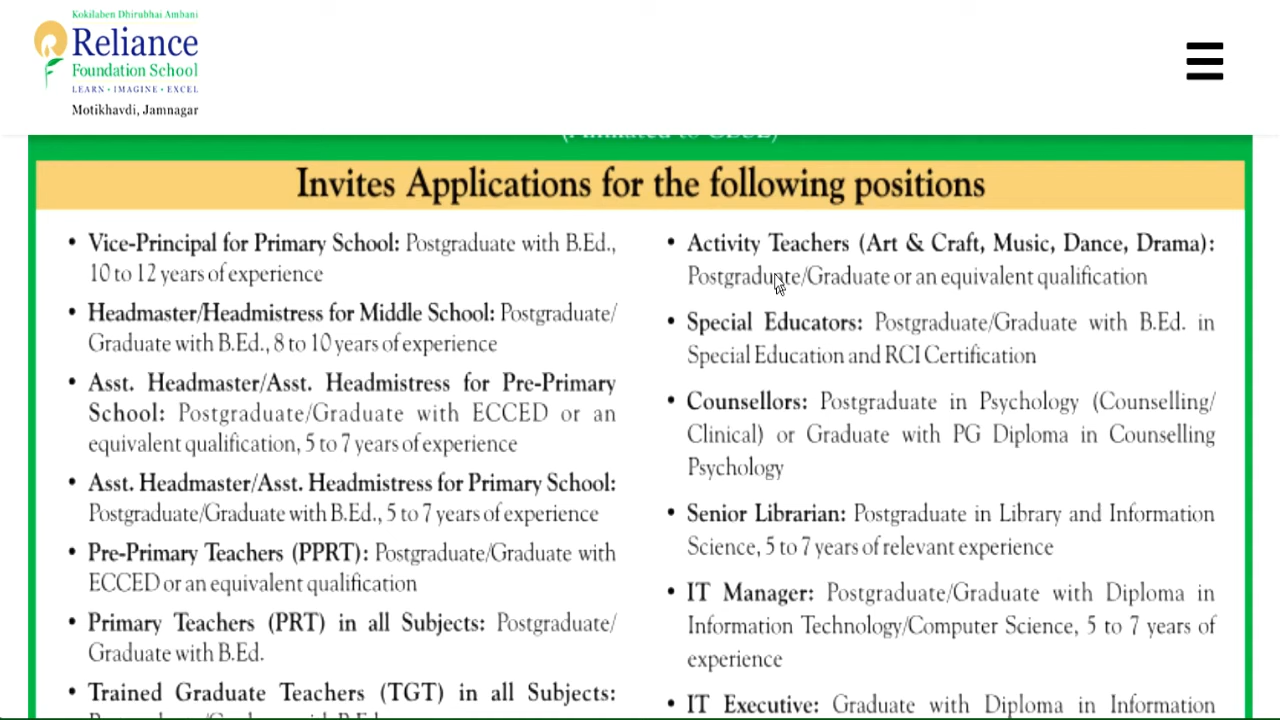 Kokilaben Dhirubhai Ambani
Reliance
Foundation School
LEARN • IMAGINE • EXCEL
Motikhavdi, Jamnagar
(Affiliated to CBSE)
Invites Applications for the following positions
• Vice-Principal for Primary School: Postgraduate with B.Ed.,
10 to 12 years of experience
• Headmaster/Headmistress for Middle School: Postgraduate/
Graduate with B.Ed., 8 to 10 years of experience
• Asst. Headmaster/Asst. Headmistress for Pre-Primary
School: Postgraduate/Graduate with ECCED or an
equivalent qualification, 5 to 7 years of experience
• Asst. Headmaster/Asst. Headmistress for Primary School:
Postgraduate/Graduate with B.Ed., 5 to 7 years of experience
• Pre-Primary Teachers (PPRT): Postgraduate/Graduate with
ECCED or an equivalent qualification
• Primary Teachers (PRT) in all Subjects: Postgraduate/
Graduate with B.Ed.
• Trained Graduate Teachers (TGT) in all Subjects:
• Activity Teachers (Art & Craft, Music, Dance, Drama):
Postgraduate/Graduate or an equivalent qualification
• Special Educators: Postgraduate/Graduate with B.Ed. in
Special Education and RCI Certification
• Counsellors: Postgraduate in Psychology (Counselling/
Clinical) or Graduate with PG Diploma in Counselling
Psychology
• Senior Librarian: Postgraduate in Library and Information
Science, 5 to 7 years of relevant experience
• IT Manager: Postgraduate/Graduate with Diploma in
Information Technology/Computer Science, 5 to 7 years of
experience
• IT Executive: Graduate with Diploma in Information